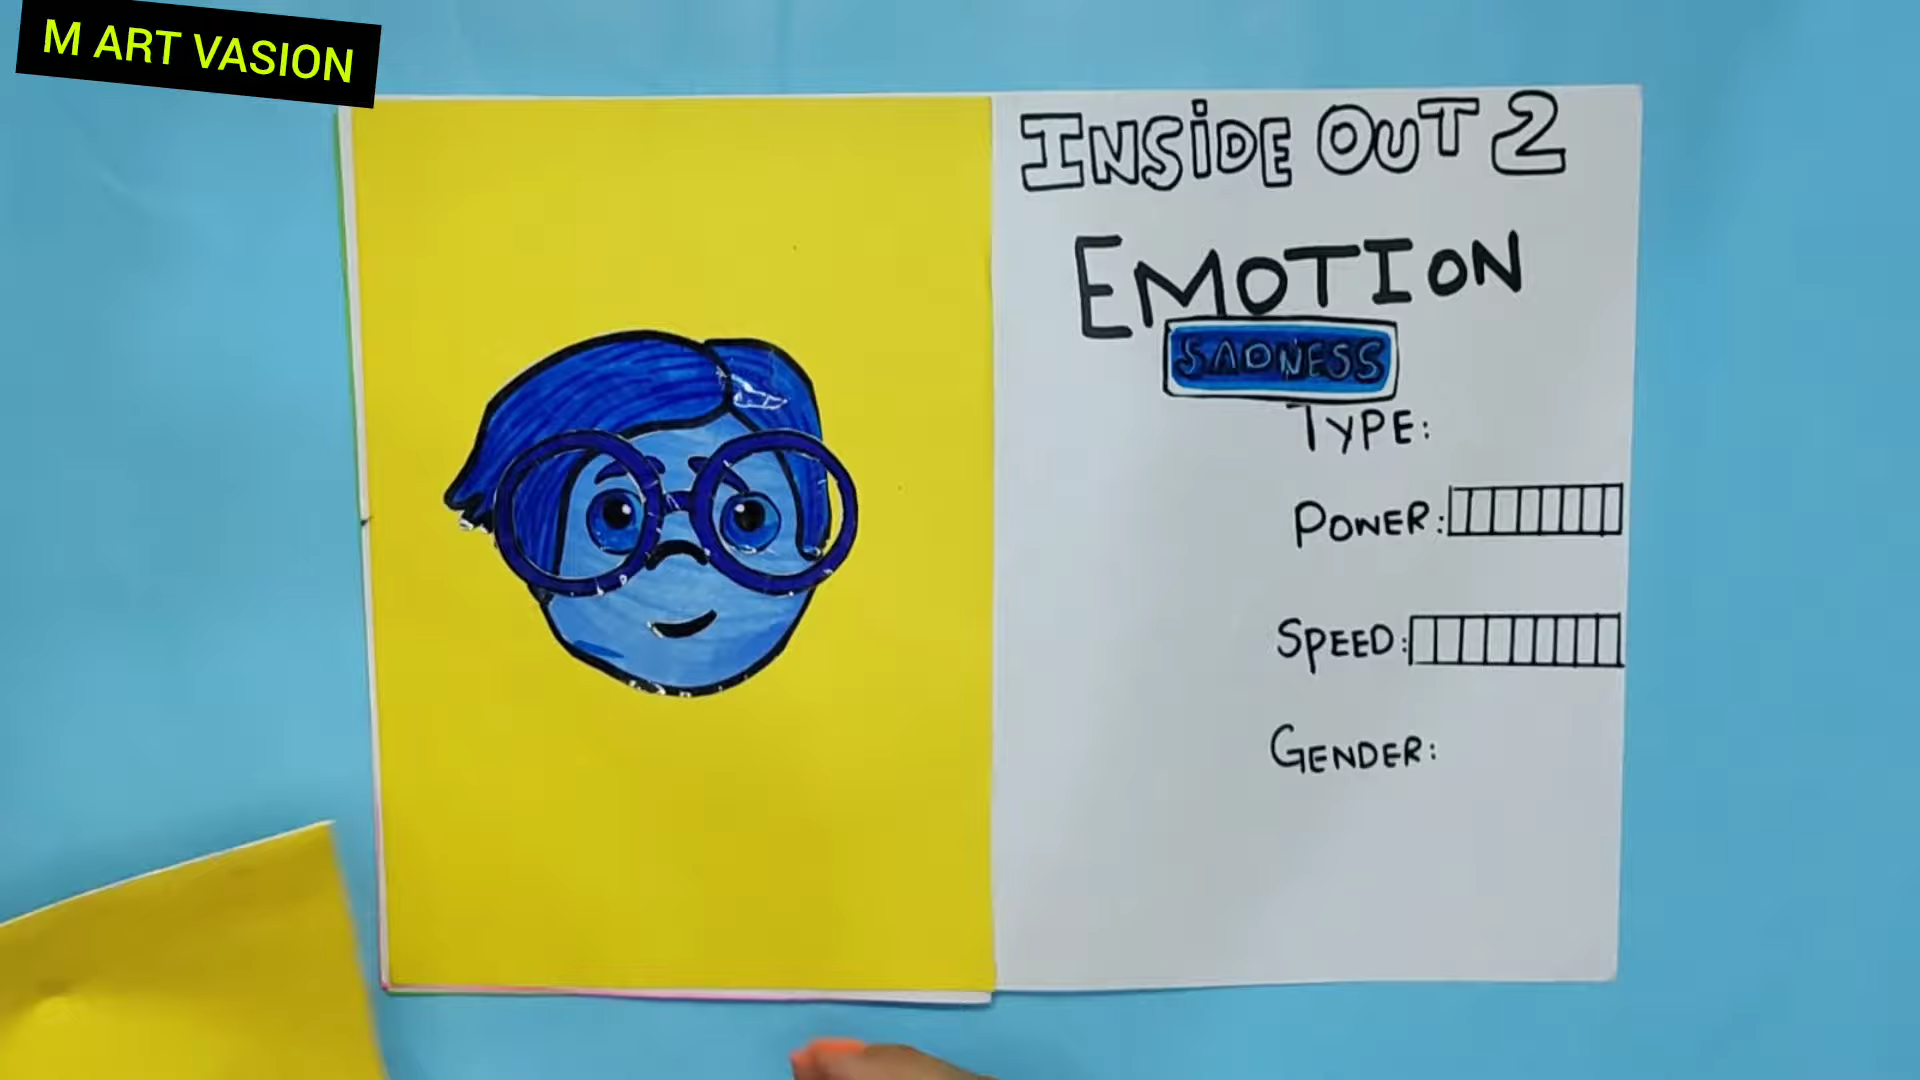 M ART VASION
INSIDE OUT 2
EMOTION
SADNESS
TYPE:
POWER:
SPEED:
GENDER: